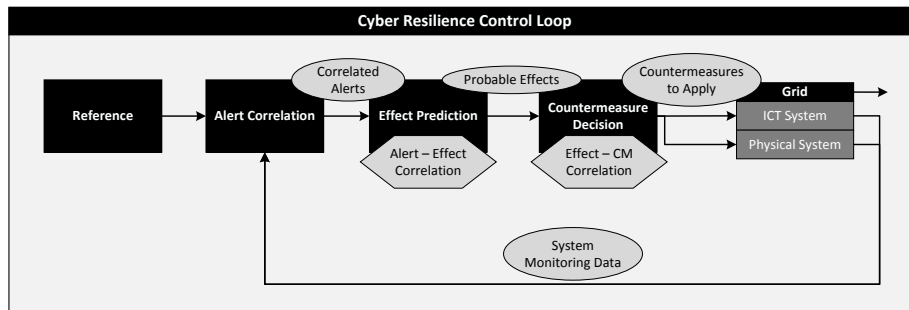 Cyber Resilience Control Loop
Correlated
Alerts
Probable Effects
Countermeasures
to Apply
Reference
Alert Correlation
Effect Prediction
Countermeasure
Decision
Grid
ICT System
Physical System
Alert – Effect
Correlation
Effect – CM
Correlation
System
Monitoring Data